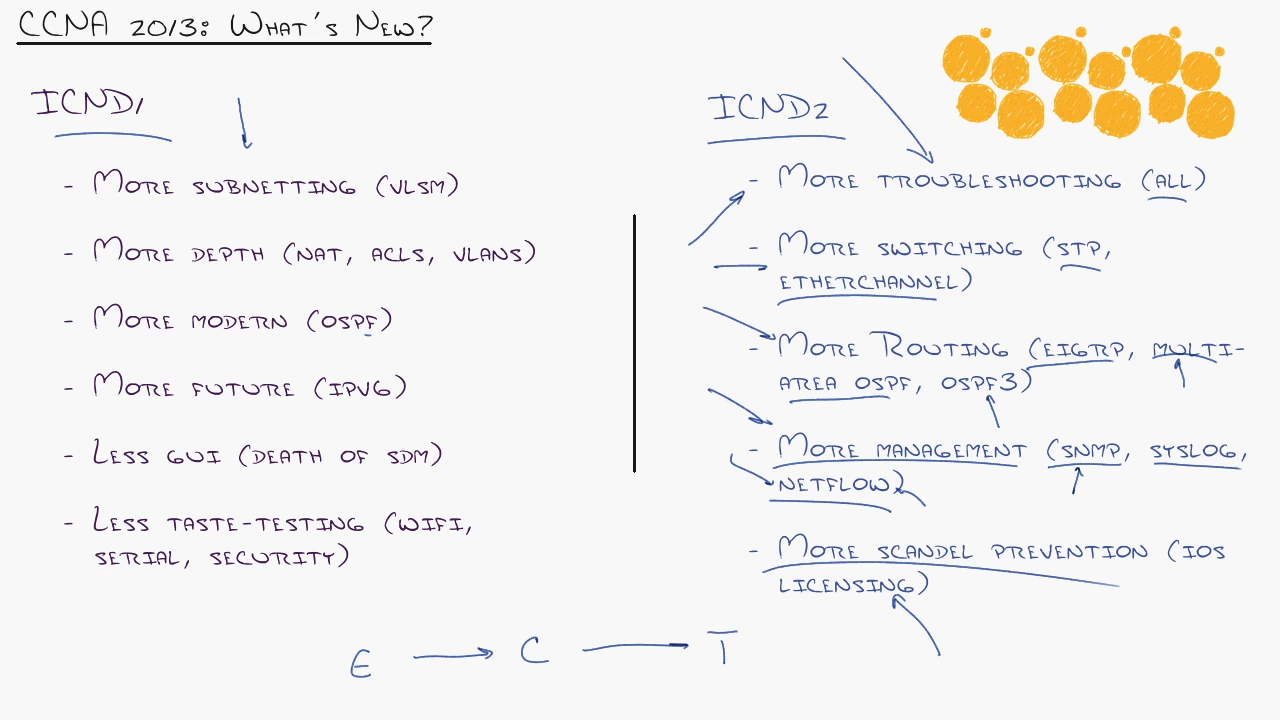 CCNA 2013: What's New?
ICND1
- More subnetting (VLSM)
- More depth (NAT, ACLs, VLANs)
- More modern (OSPF)
- More future (IPv6)
- Less GUI (death of SDM)
- Less taste-testing (WiFi,
serial, security)
ICND2
- More troubleshooting (all)
- More switching (STP,
Etherchannel)
- More Routing (EIGRP, multi-
area OSPF, OSPF3)
- More management (SNMP, syslog,
netflow)
- More scandel prevention (IOS
licensing)
E C T